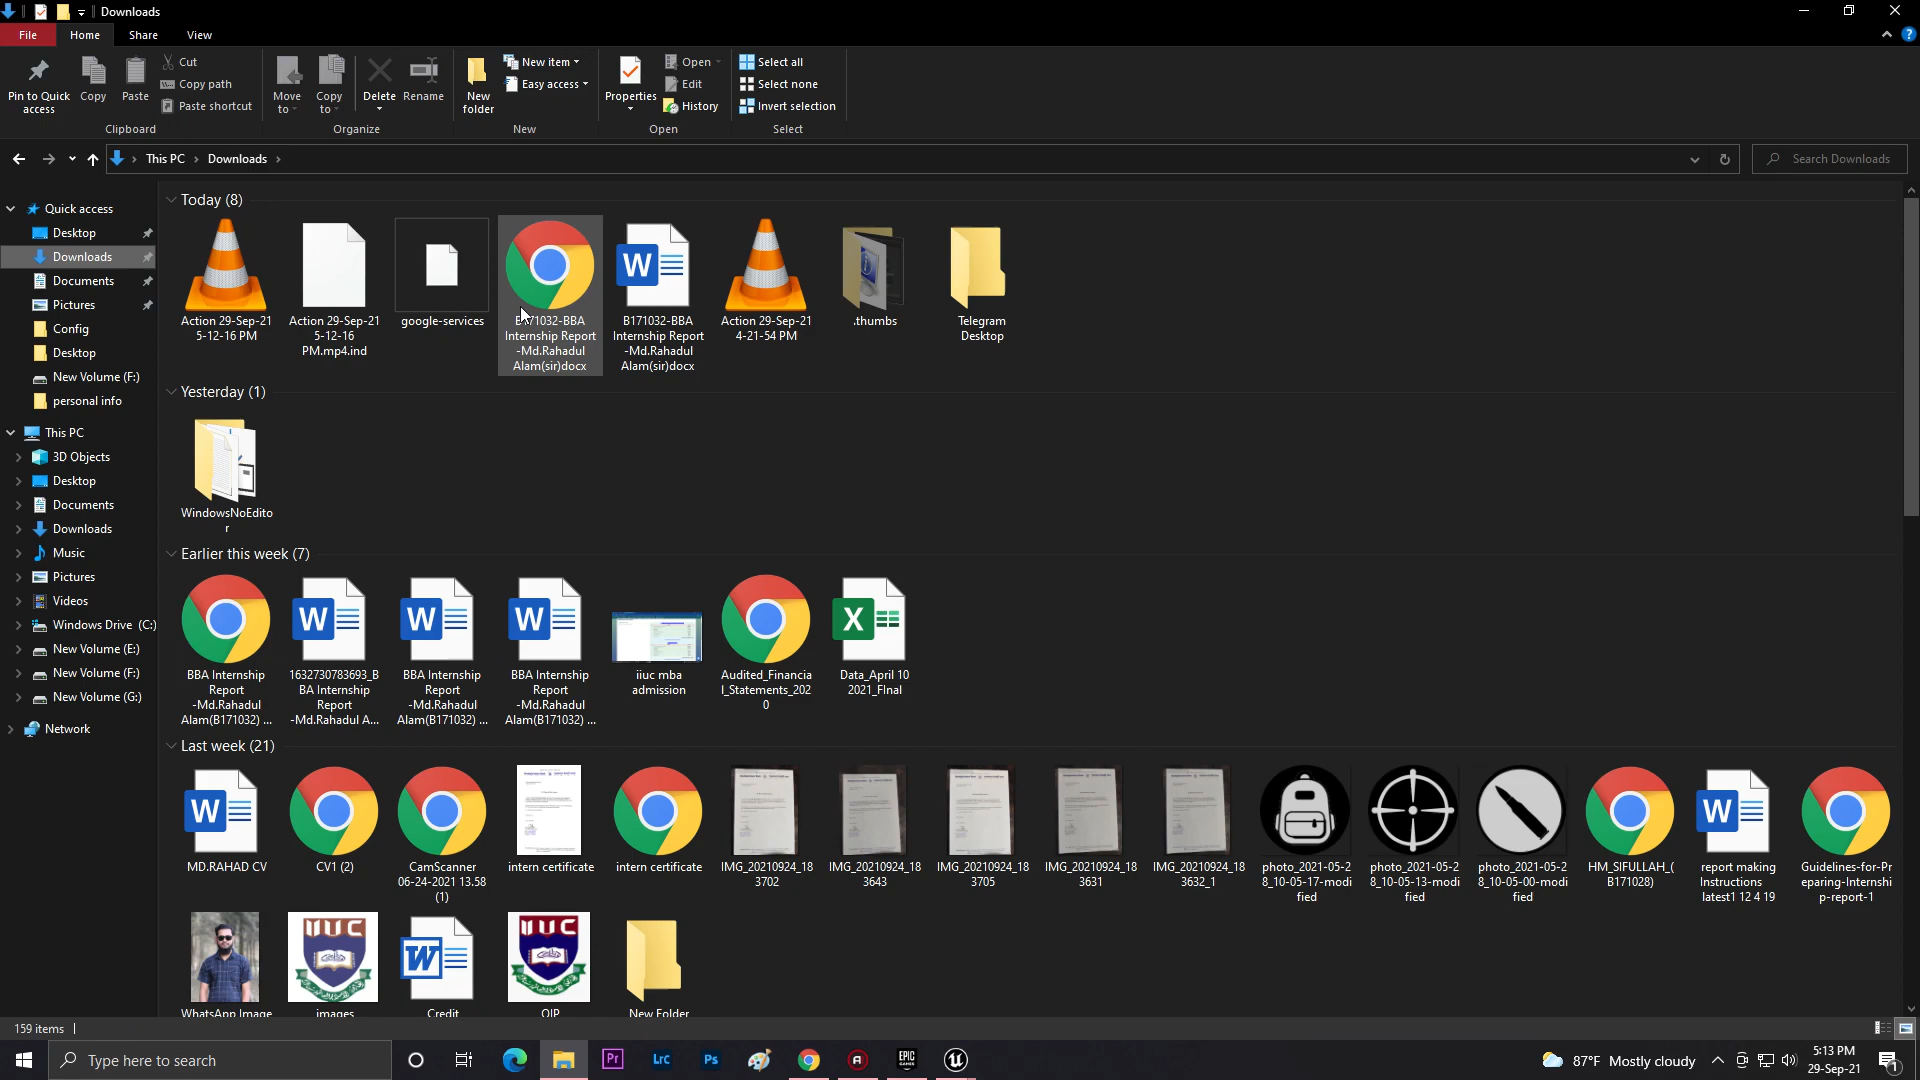 Downloads
File Home Share View
Pin to Quick access
Copy
Paste
Cut
Copy path
Paste shortcut
Clipboard
Move to
Copy to
Delete
Rename
Organize
New folder
New item
Easy access
New
Properties
Open
Edit
History
Open
Select all
Select none
Invert selection
Select
This PC Downloads
Search Downloads
Quick access
Desktop
Downloads
Documents
Pictures
Config
Desktop
New Volume (F:)
personal info
This PC
3D Objects
Desktop
Documents
Downloads
Music
Pictures
Videos
Windows Drive (C:)
New Volume (E:)
New Volume (F:)
New Volume (G:)
Network
Today (8)
Action 29-Sep-21
5-12-16 PM
Action 29-Sep-21
5-12-16
PM.mp4.ind
google-services
B171032-BBA
Internship Report
-Md.Rahadul
Alam(sir)docx
B171032-BBA
Internship Report
-Md.Rahadul
Alam(sir)docx
Action 29-Sep-21
4-21-54 PM
.thumbs
Telegram
Desktop
Yesterday (1)
WindowsNoEdito
r
Earlier this week (7)
BBA Internship
Report
-Md.Rahadul
Alam(B171032) ...
1632730783693_B
BA Internship
Report
-Md.Rahadul A...
BBA Internship
Report
-Md.Rahadul
Alam(B171032) ...
BBA Internship
Report
-Md.Rahadul
Alam(B171032) ...
iiuc mba
admission
Audited_Financia
l_Statements_202
0
Data_April 10
2021_FInal
Last week (21)
MD.RAHAD CV
CV1 (2)
CamScanner
06-24-2021 13.58
(1)
intern certificate
intern certificate
IMG_20210924_18
3702
IMG_20210924_18
3643
IMG_20210924_18
3705
IMG_20210924_18
3631
IMG_20210924_18
3632_1
photo_2021-05-2
8_10-05-17-modi
fied
photo_2021-05-2
8_10-05-13-modi
fied
photo_2021-05-2
8_10-05-00-modi
fied
HM_SIFULLAH_(
B171028)
report making
Instructions
latest1 12 4 19
Guidelines-for-Pr
eparing-Internshi
p-report-1
WhatsApp Image
IIUC
images
Credit
IIUC
OIP
New Folder
159 items
Type here to search
Pr
Lrc
Ps
EPIC
GAMES
87°F Mostly cloudy
5:13 PM
29-Sep-21
1